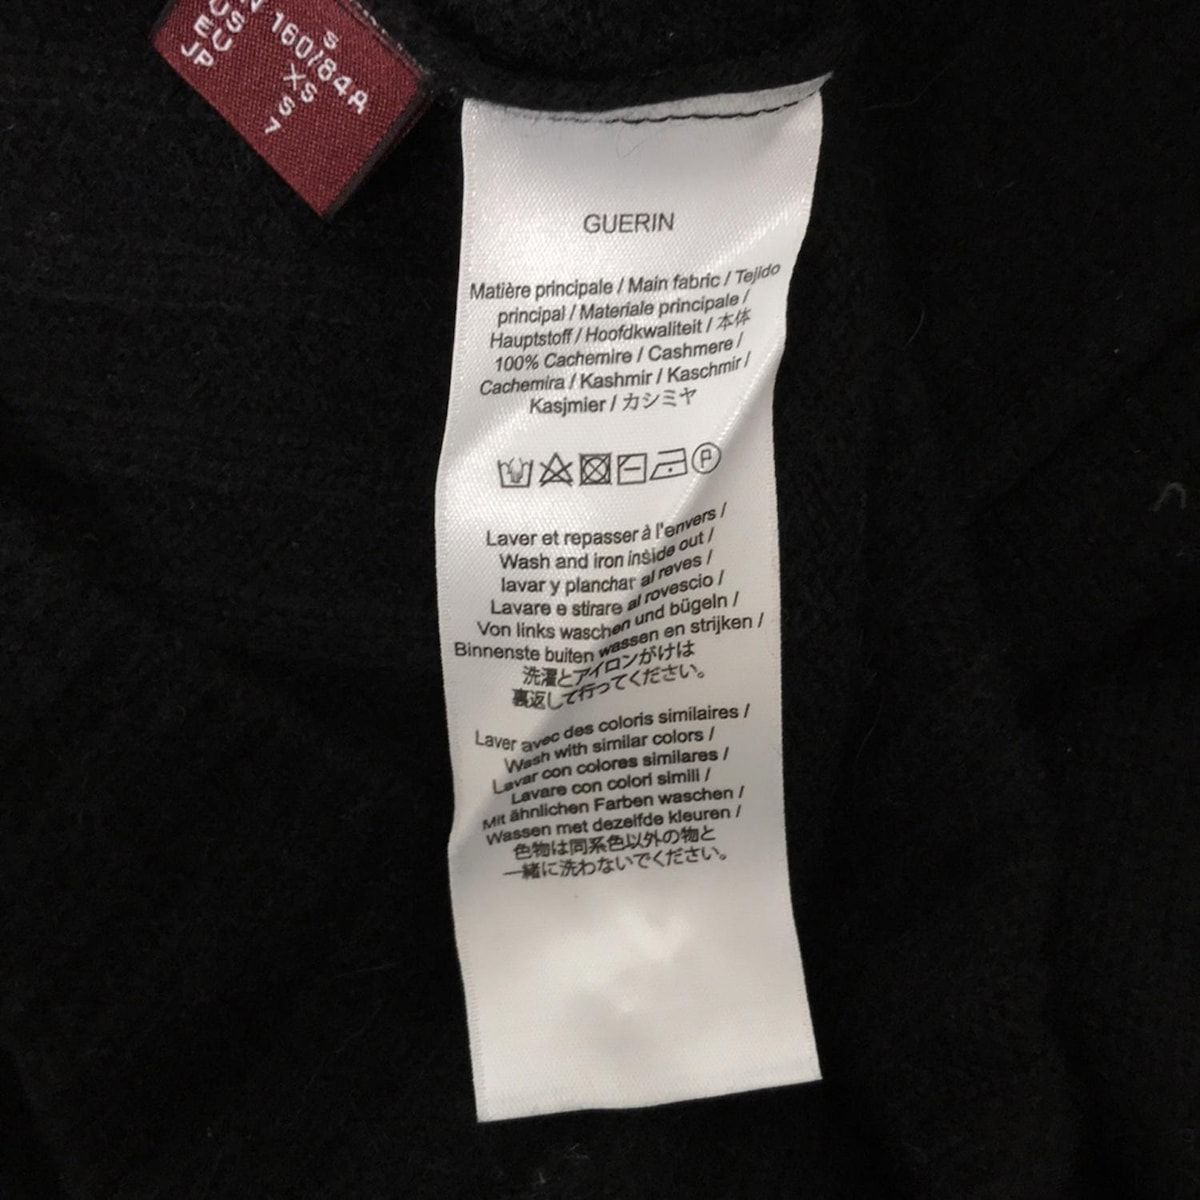 S
N 160/84A
US XS
EU S
JP 7
GUERIN
Matière principale / Main fabric / Tejido
principal / Materiale principale /
Hauptstoff / Hoofdkwaliteit / 本体
100% Cachemire / Cashmere /
Cachemira / Kashmir / Kaschmir /
Kasjmier / カシミヤ
P
Laver et repasser à l'envers /
Wash and iron inside out /
lavar y planchar al reves /
Lavare e stirare al rovescio /
Von links waschen und bügeln /
Binnenste buiten wassen en strijken /
洗濯とアイロンがけは
裏返して行ってください。
Laver avec des coloris similaires /
Wash with similar colors /
Lavar con colores similares /
Lavare con colori simili /
Mit ähnlichen Farben waschen /
Wassen met dezelfde kleuren /
色物は同系色以外の物と
一緒に洗わないでください。